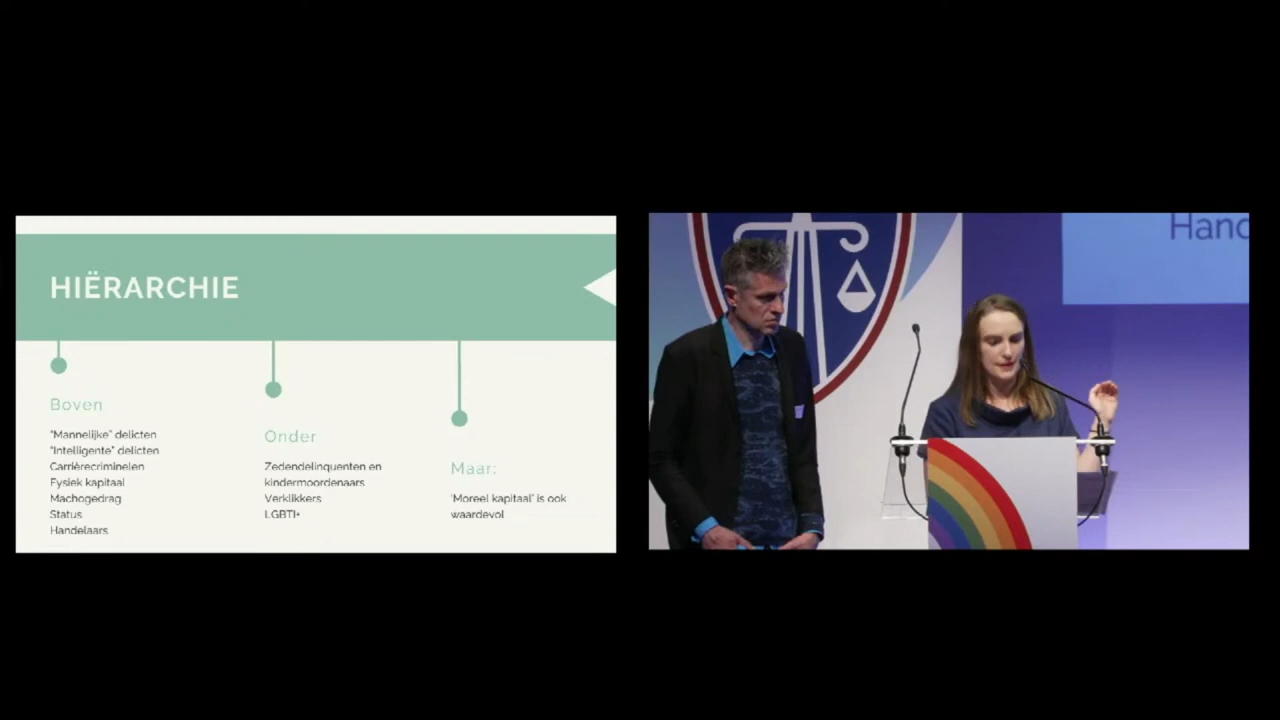 HIËRARCHIE
Boven
"Mannelijke" delicten
"Intelligente" delicten
Carrièrecriminelen
Fysiek kapitaal
Machogedrag
Status
Handelaars
Onder
Zedendelinquenten en
kindermoordenaars
Verklikkers
LGBTI+
Maar:
'Moreel kapitaal' is ook
waardevol
Hand